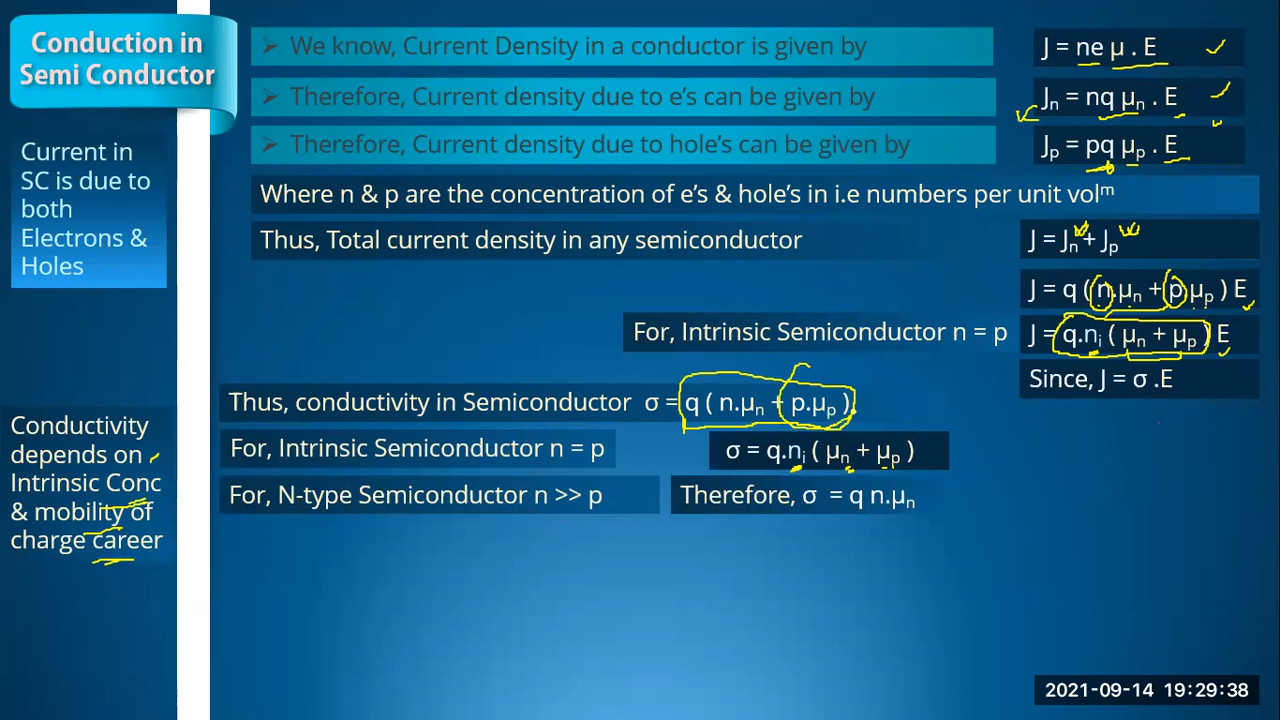 Conduction in
Semi Conductor
➢ We know, Current Density in a conductor is given by
J = ne µ . E
➢ Therefore, Current density due to e's can be given by
Jₙ = nq µₙ . E
➢ Therefore, Current density due to hole's can be given by
Jₚ = pq µₚ . E
Current in
SC is due to
both
Electrons &
Holes
Where n & p are the concentration of e's & hole's in i.e numbers per unit volᵐ
Thus, Total current density in any semiconductor
J = Jₙ + Jₚ
J = q ( n.µₙ + p.µₚ ) E
For, Intrinsic Semiconductor n = p
J = q.nᵢ ( µₙ + µₚ ) E
Since, J = σ .E
Thus, conductivity in Semiconductor σ = q ( n.µₙ + p.µₚ ).
For, Intrinsic Semiconductor n = p
σ = q.nᵢ ( µₙ + µₚ )
For, N-type Semiconductor n >> p
Therefore, σ = q n.µₙ
Conductivity
depends on
Intrinsic Conc
& mobility of
charge career
2021-09-14 19:29:38